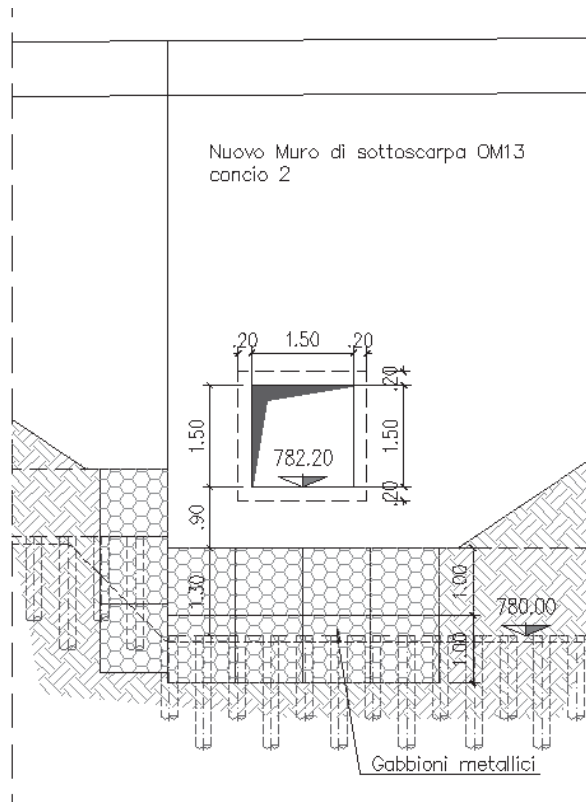 Nuovo Muro di sottoscarpa OM13
concio 2
.20 1.50 .20
.20
1.50
1.50
782.20
.20
.90
1.30
1.00
780.00
1.00
Gabbioni metallici